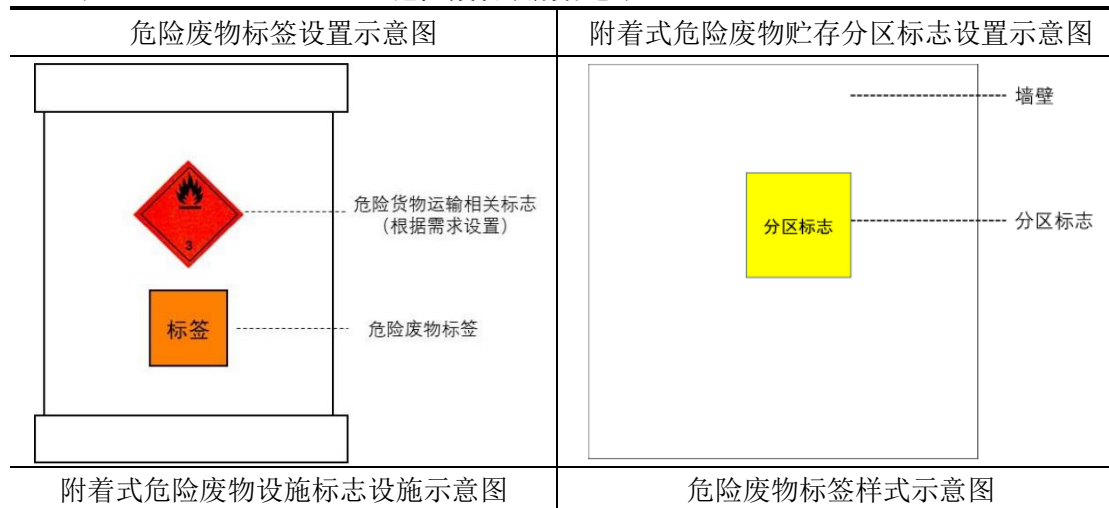 危险废物标签设置示意图
附着式危险废物贮存分区标志设置示意图
危险货物运输相关标志
（根据需求设置）
3
标签
危险废物标签
墙壁
分区标志
分区标志
附着式危险废物设施标志设施示意图
危险废物标签样式示意图